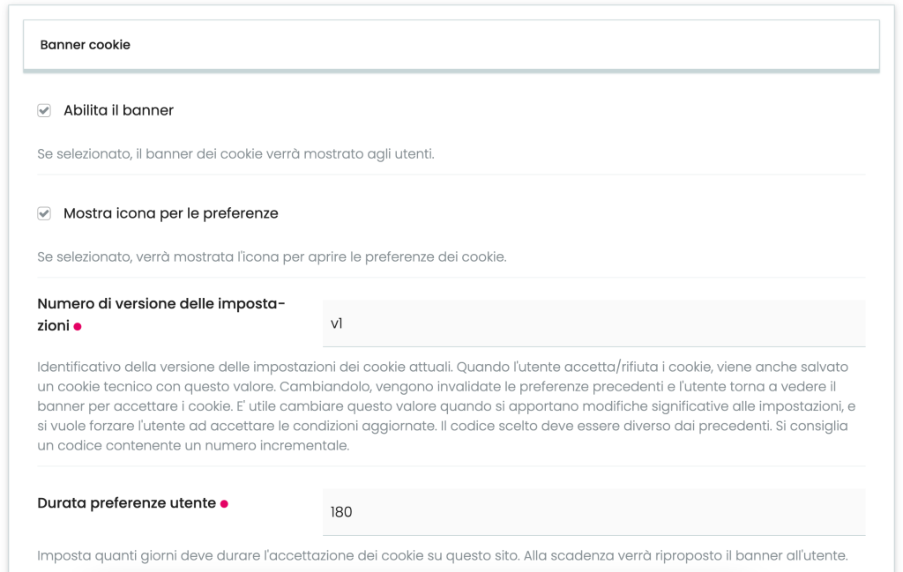 Banner cookie
Abilita il banner
Se selezionato, il banner dei cookie verrà mostrato agli utenti.
Mostra icona per le preferenze
Se selezionato, verrà mostrata l'icona per aprire le preferenze dei cookie.
Numero di versione delle imposta-
zioni
v1
Identificativo della versione delle impostazioni dei cookie attuali. Quando l'utente accetta/rifiuta i cookie, viene anche salvato
un cookie tecnico con questo valore. Cambiandolo, vengono invalidate le preferenze precedenti e l'utente torna a vedere il
banner per accettare i cookie. E' utile cambiare questo valore quando si apportano modifiche significative alle impostazioni, e
si vuole forzare l'utente ad accettare le condizioni aggiornate. Il codice scelto deve essere diverso dai precedenti. Si consiglia
un codice contenente un numero incrementale.
Durata preferenze utente
180
Imposta quanti giorni deve durare l'accettazione dei cookie su questo sito. Alla scadenza verrà riproposto il banner all'utente.